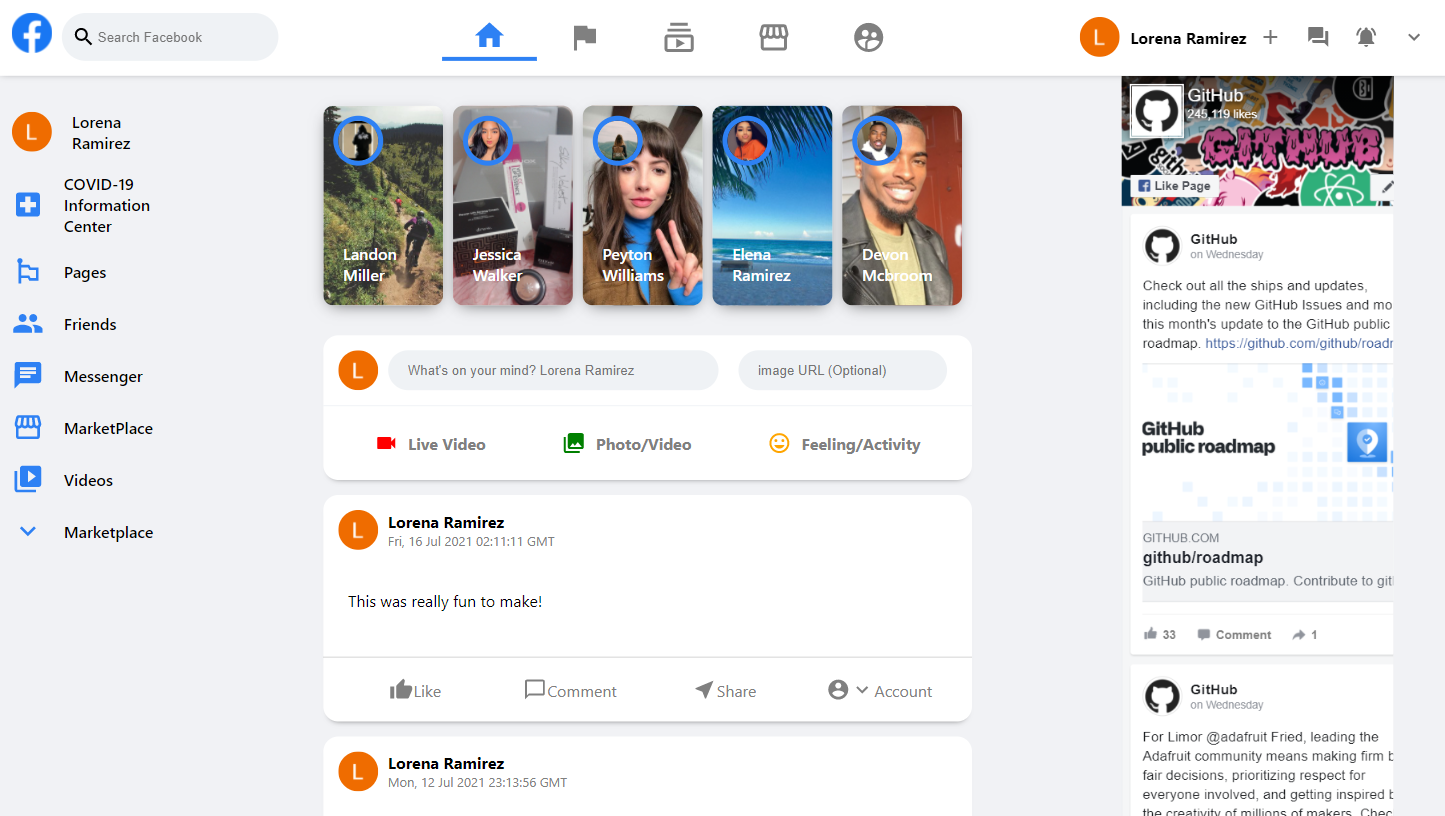 Search Facebook
L
Lorena Ramirez
L
Lorena
Ramirez
COVID-19
Information
Center
Pages
Friends
Messenger
MarketPlace
Videos
Marketplace
Landon
Miller
Jessica
Walker
Peyton
Williams
Elena
Ramirez
Devon
Mcbroom
L
What's on your mind? Lorena Ramirez
image URL (Optional)
Live Video
Photo/Video
Feeling/Activity
L
Lorena Ramirez
Fri, 16 Jul 2021 02:11:11 GMT
This was really fun to make!
Like
Comment
Share
Account
L
Lorena Ramirez
Mon, 12 Jul 2021 23:13:56 GMT
GitHub
245,119 likes
GITHUB
Like Page
GitHub
on Wednesday
Check out all the ships and updates,
including the new GitHub Issues and mo
this month's update to the GitHub public
roadmap. https://github.com/github/roadr
GitHub
public roadmap
GITHUB.COM
github/roadmap
GitHub public roadmap. Contribute to git
33
Comment
1
GitHub
on Wednesday
For Limor @adafruit Fried, leading the
Adafruit community means making firm b
fair decisions, prioritizing respect for
everyone involved, and getting inspired b
the creativity of millions of makers. Chec